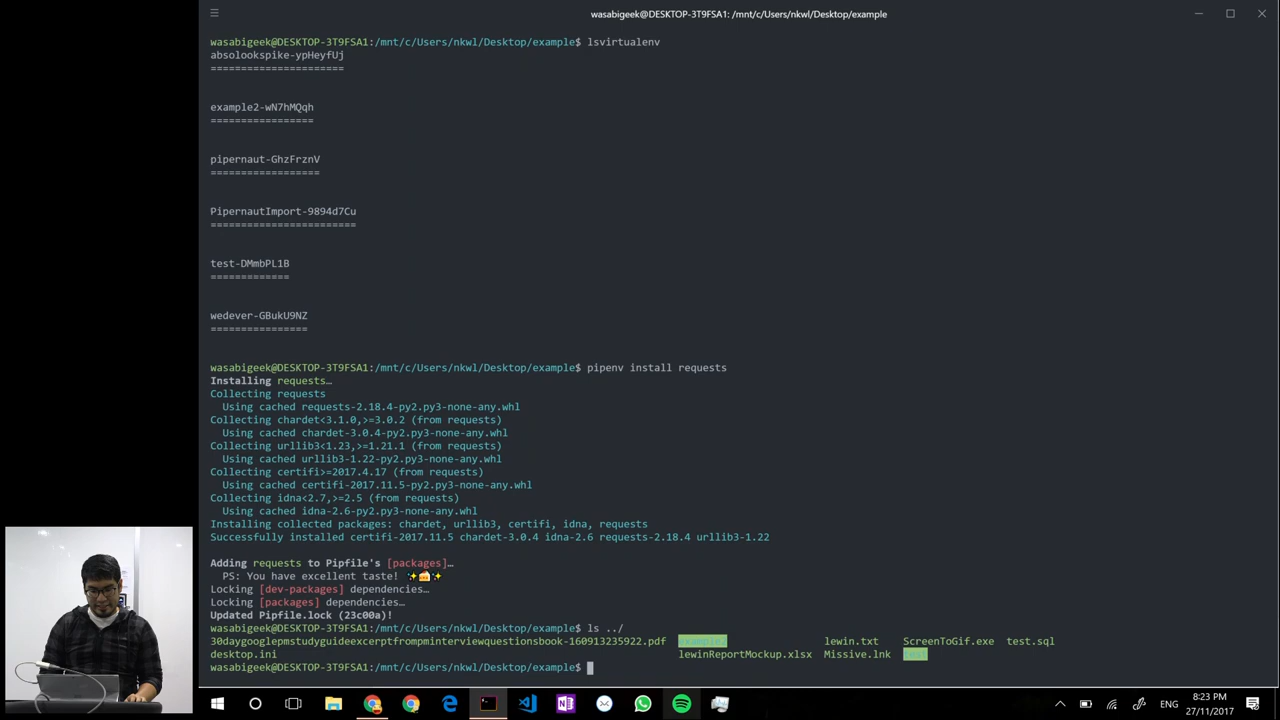 wasabigeek@DESKTOP-3T9FSA1: /mnt/c/Users/nkwl/Desktop/example
wasabigeek@DESKTOP-3T9FSA1:/mnt/c/Users/nkwl/Desktop/example$ lsvirtualenv
absolookspike-ypHeyfUj
======================
example2-wN7hMQqh
=================
pipernaut-GhzFrznV
==================
PipernautImport-9894d7Cu
========================
test-DMmbPL1B
=============
wedever-GBukU9NZ
================
wasabigeek@DESKTOP-3T9FSA1:/mnt/c/Users/nkwl/Desktop/example$ pipenv install requests
Installing requests…
Collecting requests
Using cached requests-2.18.4-py2.py3-none-any.whl
Collecting chardet<3.1.0,>=3.0.2 (from requests)
Using cached chardet-3.0.4-py2.py3-none-any.whl
Collecting urllib3<1.23,>=1.21.1 (from requests)
Using cached urllib3-1.22-py2.py3-none-any.whl
Collecting certifi>=2017.4.17 (from requests)
Using cached certifi-2017.11.5-py2.py3-none-any.whl
Collecting idna<2.7,>=2.5 (from requests)
Using cached idna-2.6-py2.py3-none-any.whl
Installing collected packages: chardet, urllib3, certifi, idna, requests
Successfully installed certifi-2017.11.5 chardet-3.0.4 idna-2.6 requests-2.18.4 urllib3-1.22
Adding requests to Pipfile's [packages]…
PS: You have excellent taste! ✨🍰✨
Locking [dev-packages] dependencies…
Locking [packages] dependencies…
Updated Pipfile.lock (23c00a)!
wasabigeek@DESKTOP-3T9FSA1:/mnt/c/Users/nkwl/Desktop/example$ ls ../
30daygooglepmstudyguideexcerptfrompminterviewquestionsbook-160913235922.pdf example2 lewin.txt ScreenToGif.exe test.sql
desktop.ini lewinReportMockup.xlsx Missive.lnk test
wasabigeek@DESKTOP-3T9FSA1:/mnt/c/Users/nkwl/Desktop/example$
ENG
8:23 PM
27/11/2017